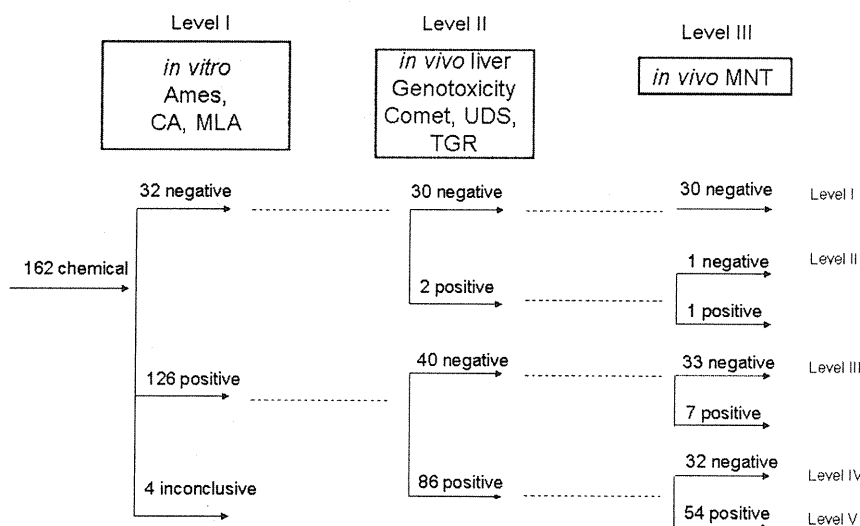 Level I
Level II
Level III
in vitro
Ames,
CA, MLA
in vivo liver
Genotoxicity
Comet, UDS,
TGR
in vivo MNT
32 negative
30 negative
30 negative
Level I
162 chemical
2 positive
1 negative
Level II
1 positive
126 positive
40 negative
33 negative
Level III
7 positive
4 inconclusive
86 positive
32 negative
Level IV
54 positive
Level V